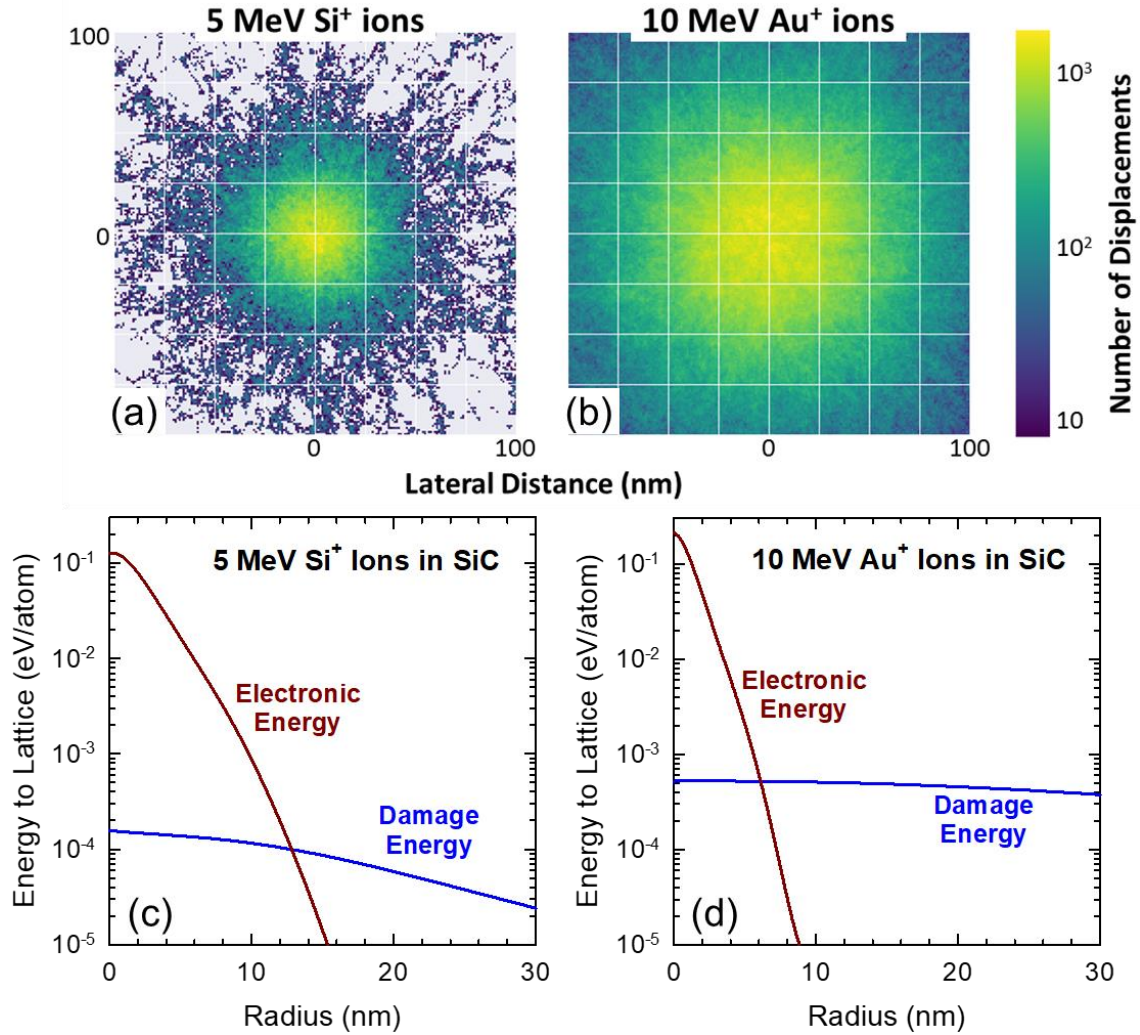 5 MeV Si⁺ ions
10 MeV Au⁺ ions
100
0
(a)
(b)
0
100
0
100
Lateral Distance (nm)
10³
10²
10
Number of Displacements
5 MeV Si⁺ Ions in SiC
Electronic
Energy
Damage
Energy
(c)
10⁻¹
10⁻²
10⁻³
10⁻⁴
10⁻⁵
Energy to Lattice (eV/atom)
0
10
20
30
Radius (nm)
10 MeV Au⁺ Ions in SiC
Electronic
Energy
Damage
Energy
(d)
10⁻¹
10⁻²
10⁻³
10⁻⁴
10⁻⁵
Energy to Lattice (eV/atom)
0
10
20
30
Radius (nm)